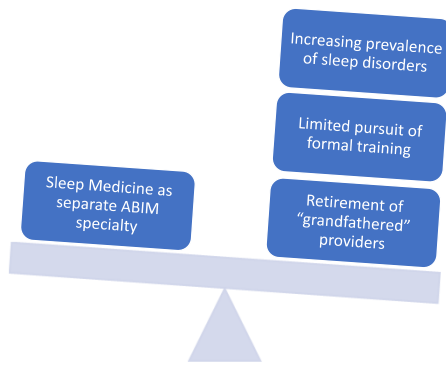 Increasing prevalence
of sleep disorders
Limited pursuit of
formal training
Sleep Medicine as
separate ABIM
specialty
Retirement of
“grandfathered”
providers